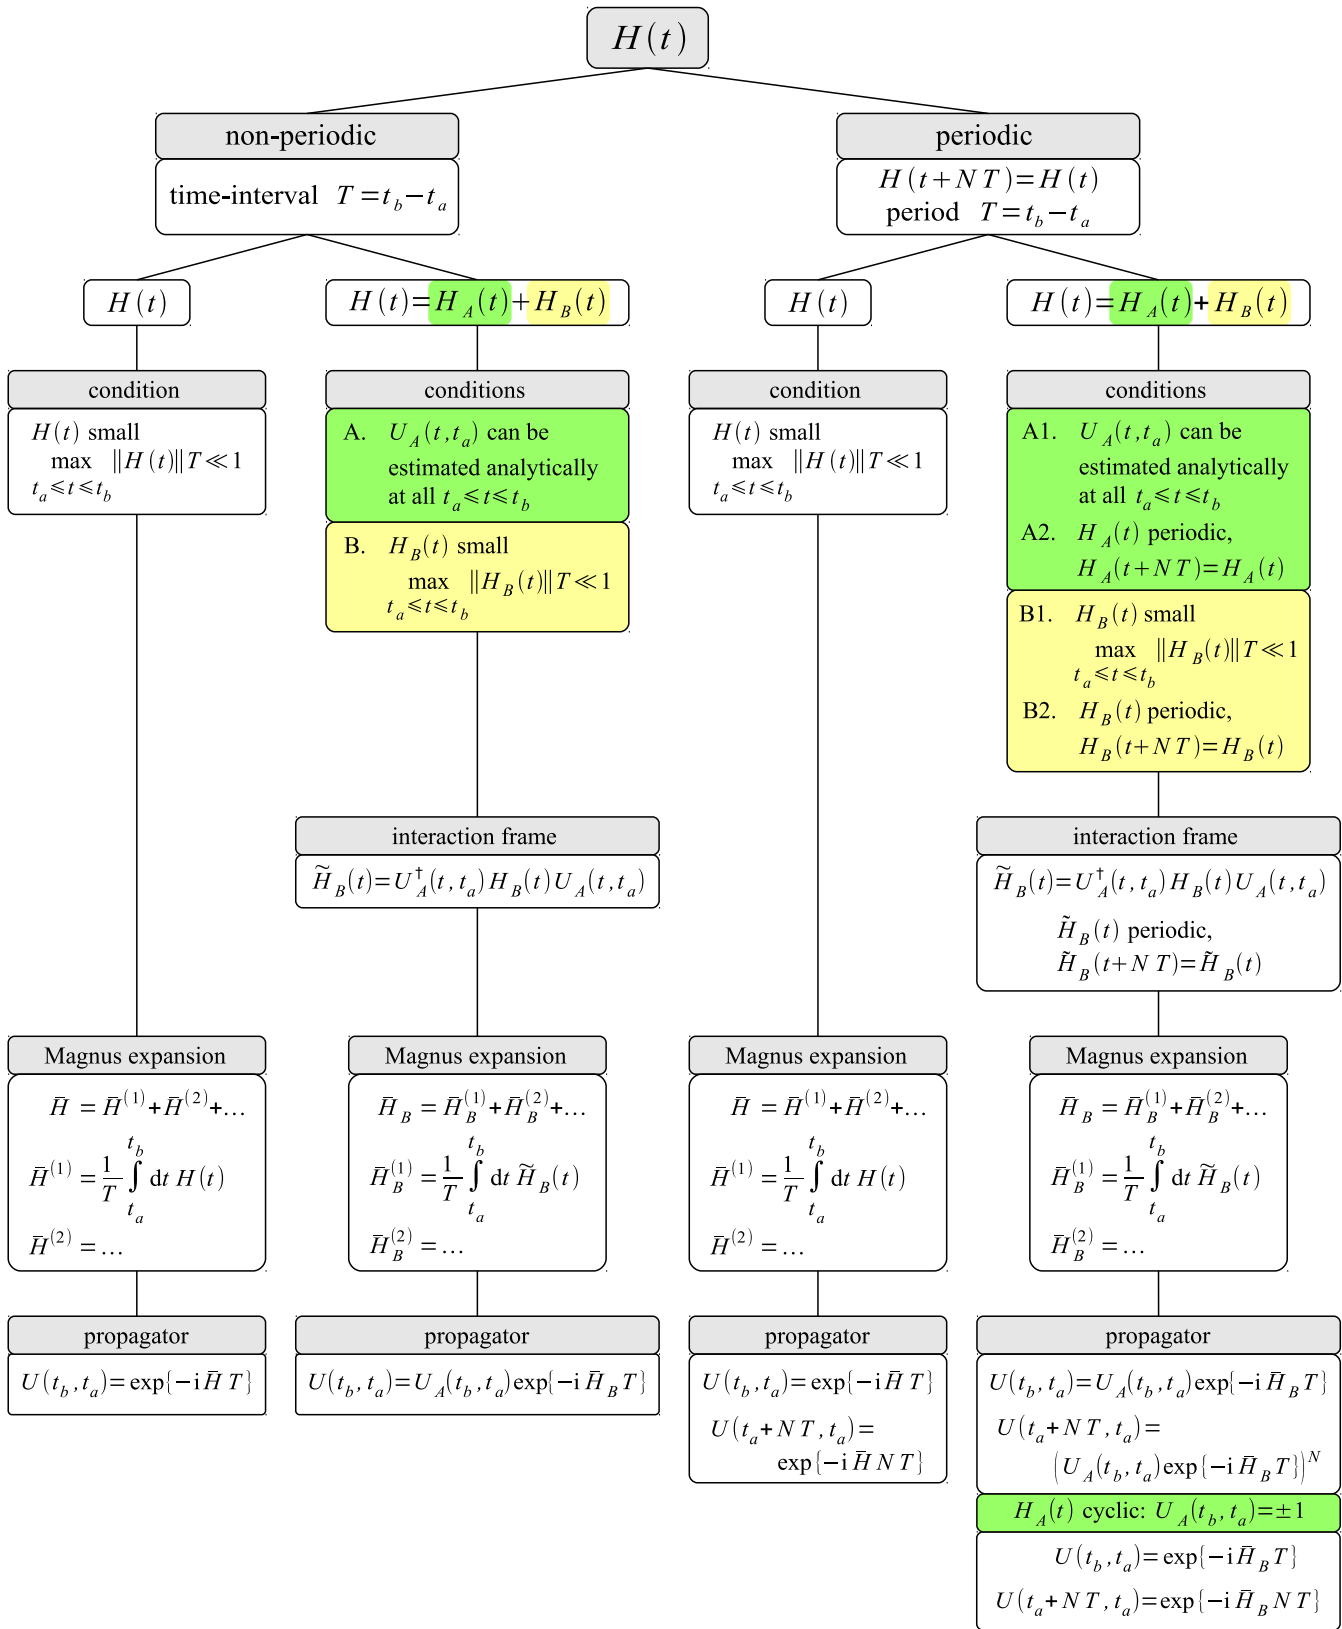 H(t)
non-periodic
time-interval T=t_b−t_a
periodic
H(t+NT)=H(t)
period T=t_b−t_a
H(t)
H(t)=H_A(t)+H_B(t)
H(t)
H(t)=H_A(t)+H_B(t)
condition
H(t) small
max ‖H(t)‖T≪1
t_a⩽t⩽t_b
conditions
A. U_A(t,t_a) can be
estimated analytically
at all t_a⩽t⩽t_b
B. H_B(t) small
max ‖H_B(t)‖T≪1
t_a⩽t⩽t_b
condition
H(t) small
max ‖H(t)‖T≪1
t_a⩽t⩽t_b
conditions
A1. U_A(t,t_a) can be
estimated analytically
at all t_a⩽t⩽t_b
A2. H_A(t) periodic,
H_A(t+NT)=H_A(t)
B1. H_B(t) small
max ‖H_B(t)‖T≪1
t_a⩽t⩽t_b
B2. H_B(t) periodic,
H_B(t+NT)=H_B(t)
interaction frame
H̃_B(t)=U_A^†(t,t_a)H_B(t)U_A(t,t_a)
interaction frame
H̃_B(t)=U_A^†(t,t_a)H_B(t)U_A(t,t_a)
H̃_B(t) periodic,
H̃_B(t+NT)=H̃_B(t)
Magnus expansion
H̄ = H̄^(1)+H̄^(2)+…
H̄^(1) = 1/T ∫_{t_a}^{t_b} dt H(t)
H̄^(2) = …
Magnus expansion
H̄_B = H̄_B^(1)+H̄_B^(2)+…
H̄_B^(1) = 1/T ∫_{t_a}^{t_b} dt H̃_B(t)
H̄_B^(2) = …
Magnus expansion
H̄ = H̄^(1)+H̄^(2)+…
H̄^(1) = 1/T ∫_{t_a}^{t_b} dt H(t)
H̄^(2) = …
Magnus expansion
H̄_B = H̄_B^(1)+H̄_B^(2)+…
H̄_B^(1) = 1/T ∫_{t_a}^{t_b} dt H̃_B(t)
H̄_B^(2) = …
propagator
U(t_b,t_a)=exp{−i H̄ T}
propagator
U(t_b,t_a)=U_A(t_b,t_a)exp{−i H̄_B T}
propagator
U(t_b,t_a)=exp{−i H̄ T}
U(t_a+NT,t_a)=
exp{−i H̄ N T}
propagator
U(t_b,t_a)=U_A(t_b,t_a)exp{−i H̄_B T}
U(t_a+NT,t_a)=
(U_A(t_b,t_a)exp{−i H̄_B T})^N
H_A(t) cyclic: U_A(t_b,t_a)=±1
U(t_b,t_a)=exp{−i H̄_B T}
U(t_a+NT,t_a)=exp{−i H̄_B N T}